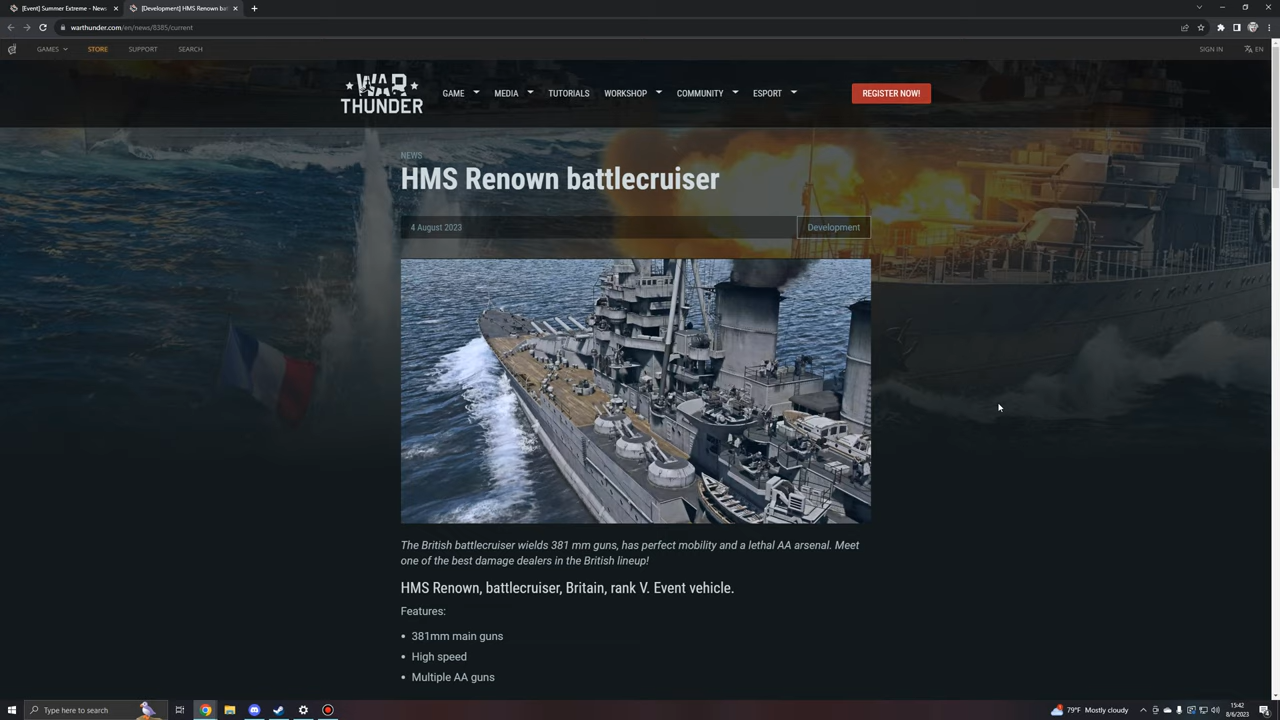 [Event] Summer Extreme - News
[Development] HMS Renown bat
warthunder.com/en/news/8385/current
GAMES
STORE
SUPPORT
SEARCH
SIGN IN
EN
WAR
THUNDER
GAME
MEDIA
TUTORIALS
WORKSHOP
COMMUNITY
ESPORT
REGISTER NOW!
NEWS
HMS Renown battlecruiser
4 August 2023
Development
The British battlecruiser wields 381 mm guns, has perfect mobility and a lethal AA arsenal. Meet
one of the best damage dealers in the British lineup!
HMS Renown, battlecruiser, Britain, rank V. Event vehicle.
Features:
• 381mm main guns
• High speed
• Multiple AA guns
Type here to search
79°F Mostly cloudy
15:42
8/6/2023